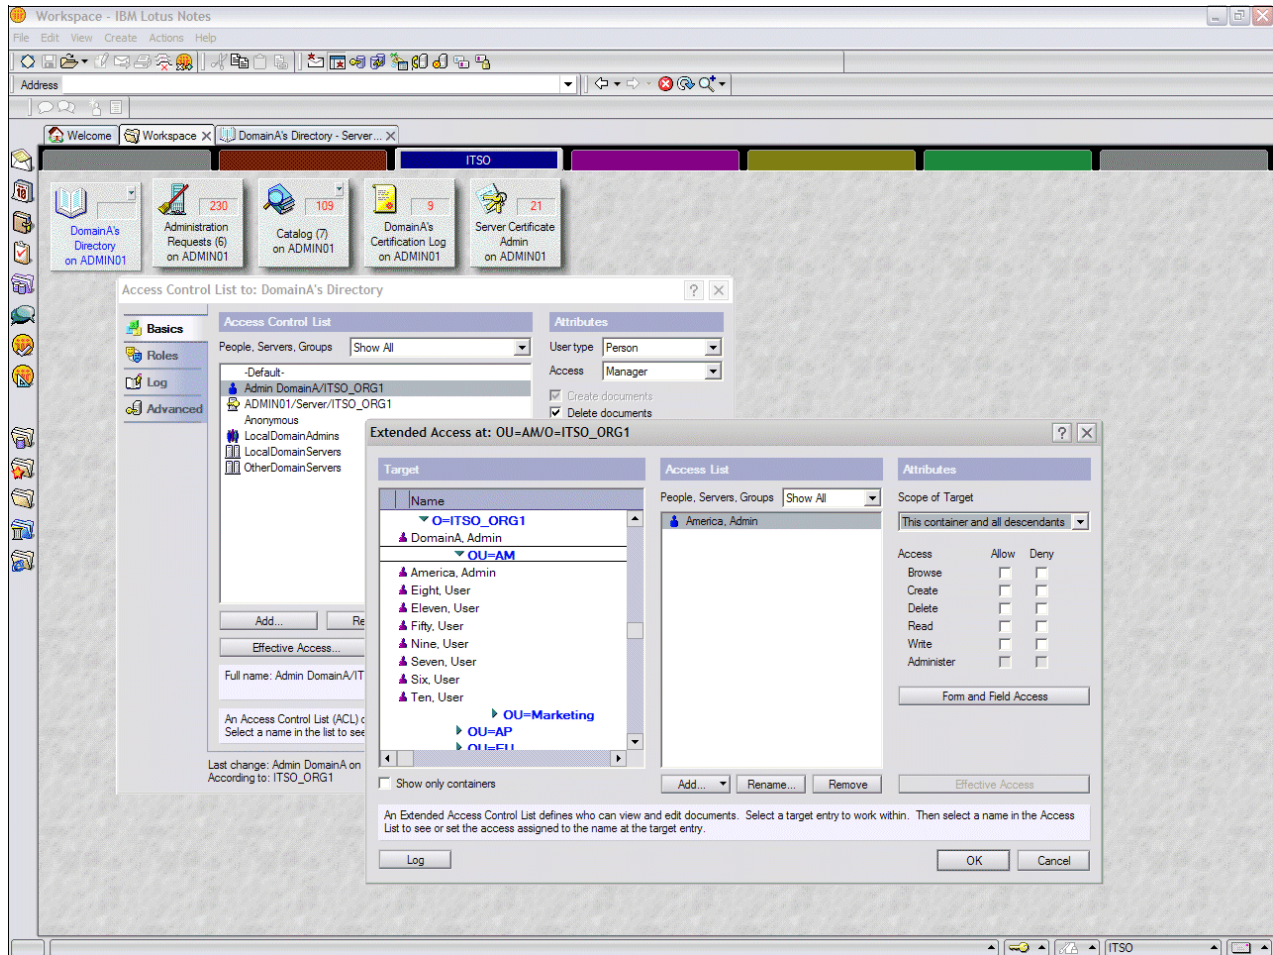 Workspace - IBM Lotus Notes
File Edit View Create Actions Help
Address
Welcome
Workspace
DomainA's Directory - Server...
ITSO
DomainA's
Directory
on ADMIN01
230
Administration
Requests (6)
on ADMIN01
109
Catalog (7)
on ADMIN01
9
DomainA's
Certification Log
on ADMIN01
21
Server Certificate
Admin
on ADMIN01
Access Control List to: DomainA's Directory
Basics
Roles
Log
Advanced
Access Control List
People, Servers, Groups Show All
-Default-
Admin DomainA/ITSO_ORG1
ADMIN01/Server/ITSO_ORG1
Anonymous
LocalDomainAdmins
LocalDomainServers
OtherDomainServers
Attributes
User type Person
Access Manager
Create documents
Delete documents
Add... Re
Effective Access...
Full name: Admin DomainA/IT
An Access Control List (ACL) c
Select a name in the list to see
Last change: Admin DomainA on
According to: ITSO_ORG1
Extended Access at: OU=AM/O=ITSO_ORG1
Target
Name
O=ITSO_ORG1
DomainA, Admin
OU=AM
America, Admin
Eight, User
Eleven, User
Fifty, User
Nine, User
Seven, User
Six, User
Ten, User
OU=Marketing
OU=AP
OU=EU
Show only containers
Access List
People, Servers, Groups Show All
America, Admin
Add... Rename... Remove
Attributes
Scope of Target
This container and all descendants
Access Allow Deny
Browse
Create
Delete
Read
Write
Administer
Form and Field Access
Effective Access
An Extended Access Control List defines who can view and edit documents. Select a target entry to work within. Then select a name in the Access
List to see or set the access assigned to the name at the target entry.
Log
OK Cancel
ITSO